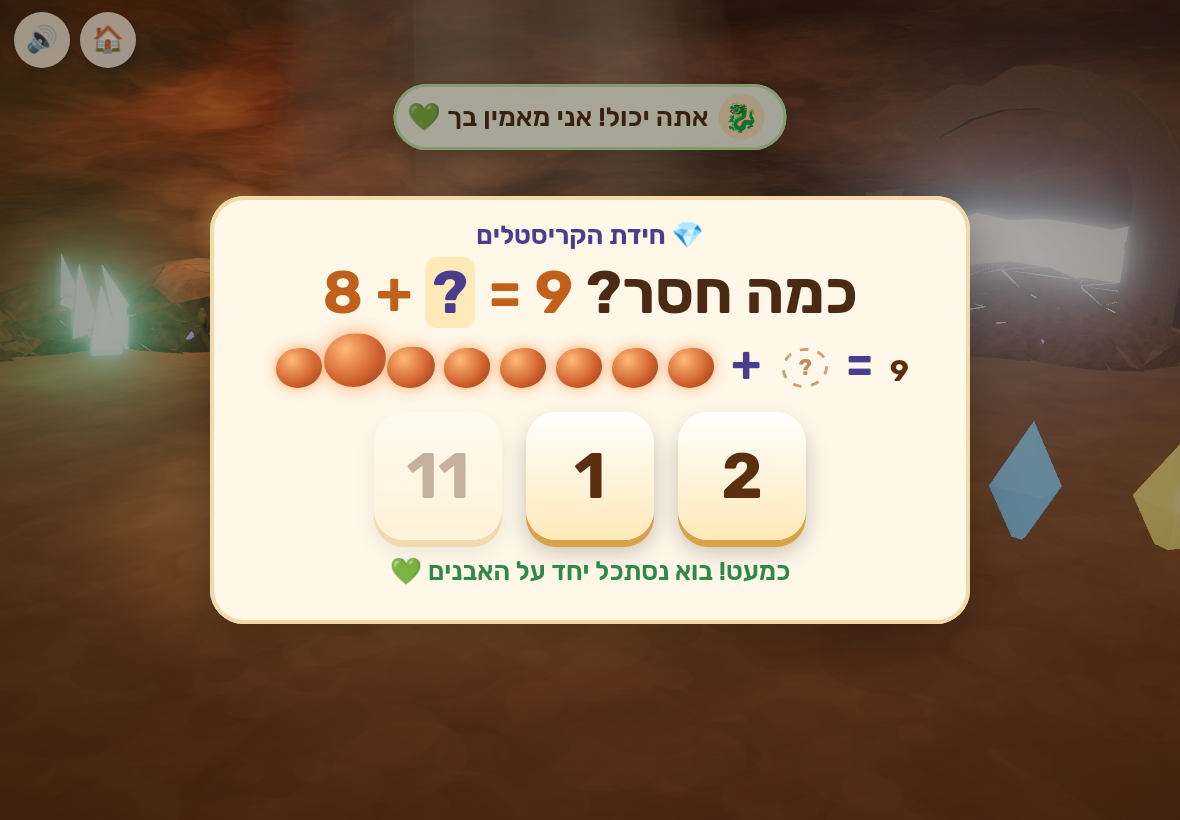 אתה יכול! אני מאמין בך 💚
💎 חידת הקריסטלים
כמה חסר? 8 + ? = 9
+ ? = 9
11 1 2
כמעט! בוא נסתכל יחד על האבנים 💚